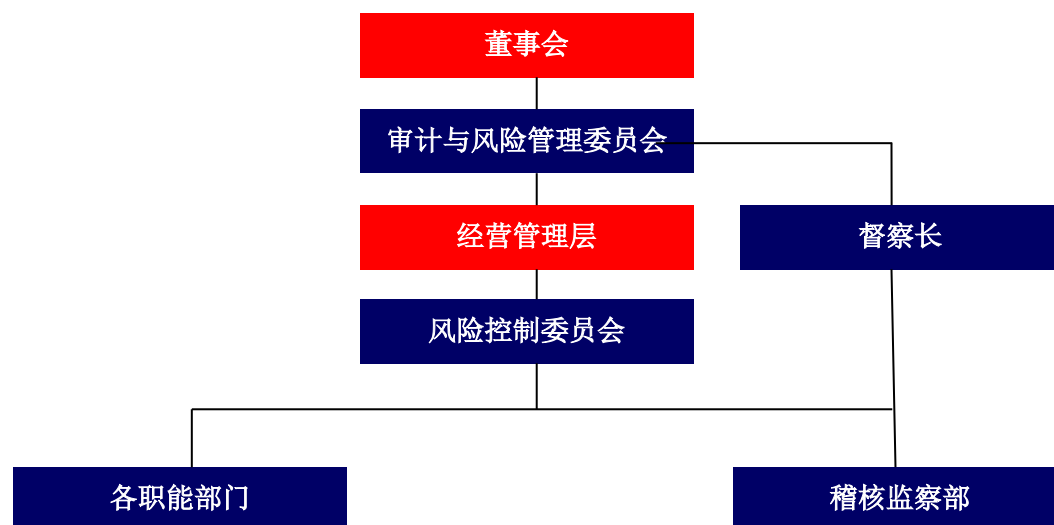 董事会
审计与风险管理委员会
经营管理层
督察长
风险控制委员会
各职能部门
稽核监察部